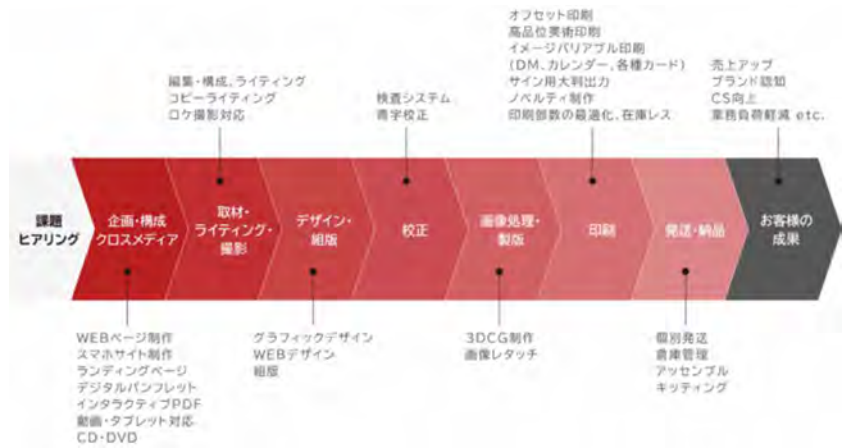 オフセット印刷
高品位美術印刷
イメージバリアブル印刷
(DM、カレンダー、各種カード)
サイン用大判出力
ノベルティ制作
印刷部数の最適化、在庫レス
売上アップ
ブランド認知
CS向上
業務負荷軽減 etc.
編集・構成、ライティング
コピーライティング
ロケ撮影対応
検査システム
赤字校正
課題
ヒアリング
企画・構成
クロスメディア
取材・
ライティング・
撮影
デザイン・
組版
校正
画像処理・
製版
印刷
発送・納品
お客様の
成果
WEBページ制作
スマホサイト制作
ランディングページ
デジタルパンフレット
インタラクティブPDF
動画・タブレット対応
CD・DVD
グラフィックデザイン
WEBデザイン
組版
3DCG制作
画像レタッチ
個別発送
倉庫管理
アッセンブル
キッティング